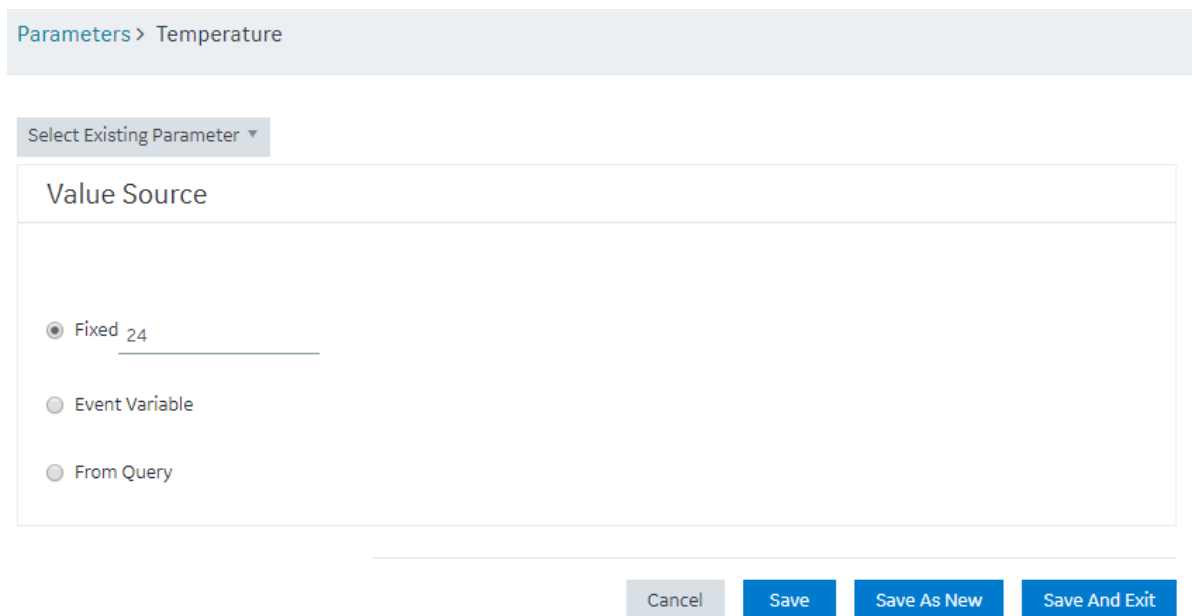 Parameters > Temperature
Select Existing Parameter
Value Source
Fixed 24
Event Variable
From Query
Cancel Save Save As New Save And Exit